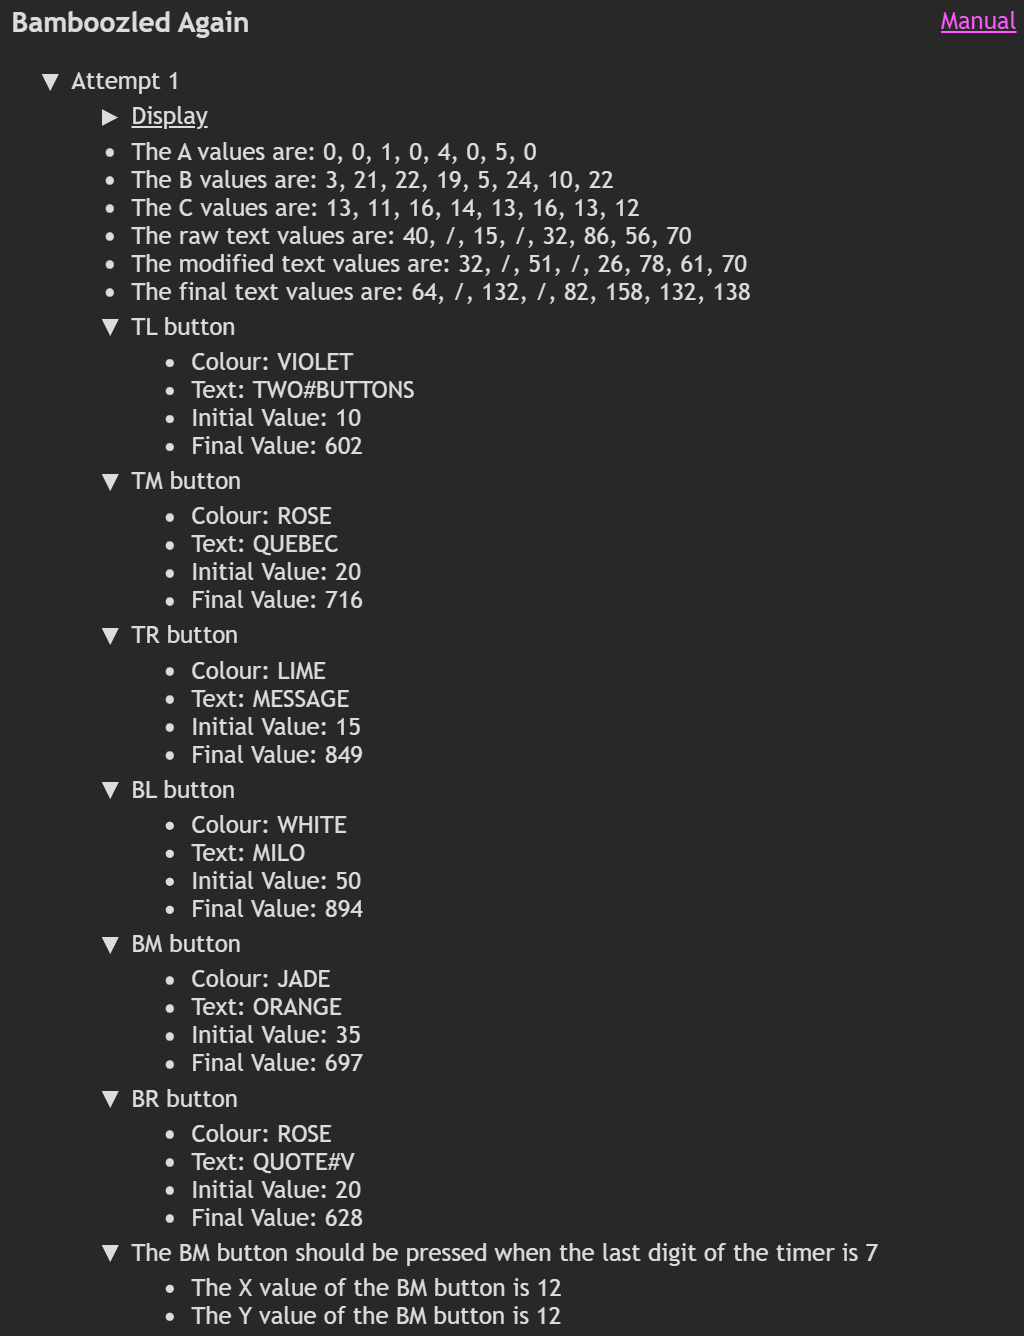 Bamboozled Again
Manual
▼ Attempt 1
▶ Display
• The A values are: 0, 0, 1, 0, 4, 0, 5, 0
• The B values are: 3, 21, 22, 19, 5, 24, 10, 22
• The C values are: 13, 11, 16, 14, 13, 16, 13, 12
• The raw text values are: 40, /, 15, /, 32, 86, 56, 70
• The modified text values are: 32, /, 51, /, 26, 78, 61, 70
• The final text values are: 64, /, 132, /, 82, 158, 132, 138
▼ TL button
• Colour: VIOLET
• Text: TWO#BUTTONS
• Initial Value: 10
• Final Value: 602
▼ TM button
• Colour: ROSE
• Text: QUEBEC
• Initial Value: 20
• Final Value: 716
▼ TR button
• Colour: LIME
• Text: MESSAGE
• Initial Value: 15
• Final Value: 849
▼ BL button
• Colour: WHITE
• Text: MILO
• Initial Value: 50
• Final Value: 894
▼ BM button
• Colour: JADE
• Text: ORANGE
• Initial Value: 35
• Final Value: 697
▼ BR button
• Colour: ROSE
• Text: QUOTE#V
• Initial Value: 20
• Final Value: 628
▼ The BM button should be pressed when the last digit of the timer is 7
• The X value of the BM button is 12
• The Y value of the BM button is 12